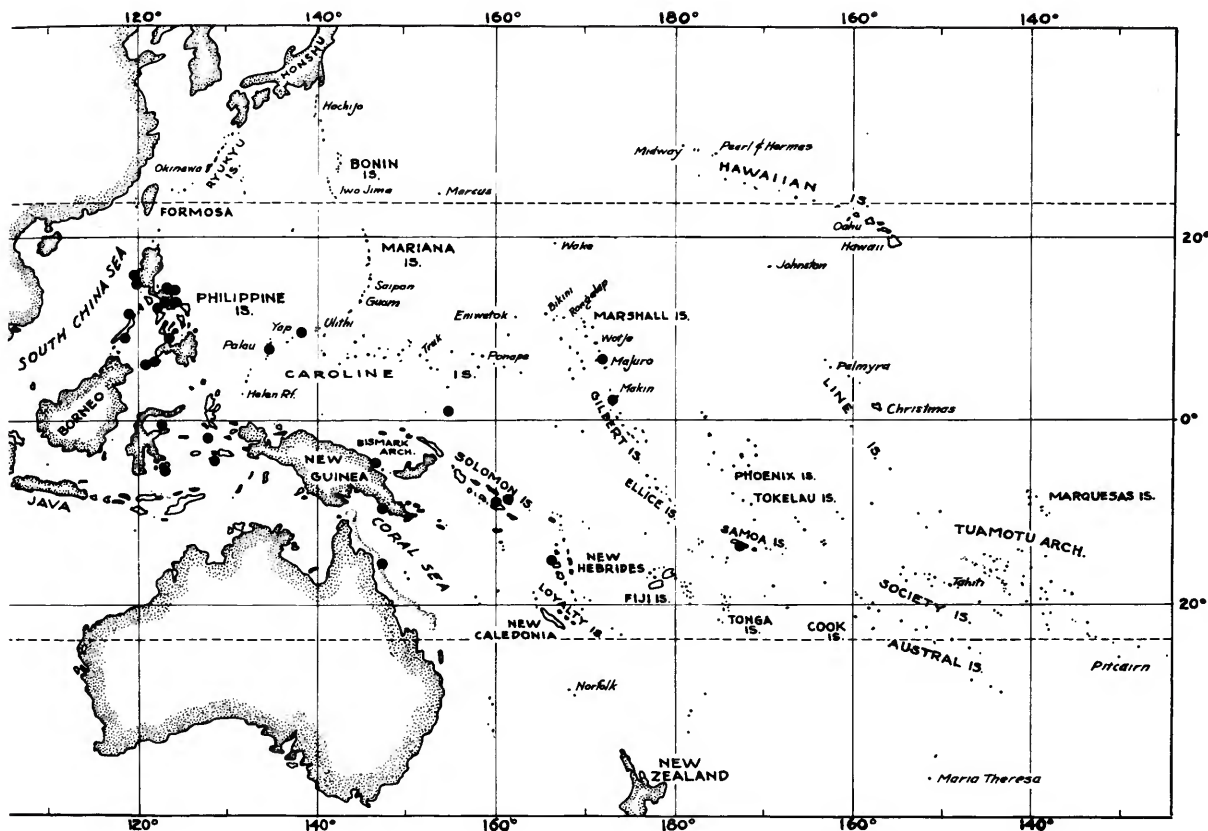 120° 140° 160° 180° 160° 140°
HONSHU
Hachijo
Okinawa
RYUKYU
IS.
BONIN
IS.
Iwo Jima
Marcus
FORMOSA
Midway
Pearl & Hermes
HAWAIIAN
IS.
Oahu
Hawaii
20°
SOUTH CHINA SEA
MARIANA
IS.
Saipan
Guam
Wake
Johnston
PHILIPPINE
IS.
Yap
Ulithi
Palau
Eniwetok
Bikini
Rongelap
MARSHALL IS.
Wotje
Majuro
Truk
Ponape
CAROLINE IS.
Helen Rf.
Makin
Palmyra
LINE
IS.
Christmas
BORNEO
0°
GILBERT IS.
BISMARK
ARCH.
NEW
GUINEA
SOLOMON IS.
JAVA
ELLICE IS.
PHOENIX IS.
TOKELAU IS.
MARQUESAS IS.
CORAL SEA
SAMOA IS.
TUAMOTU ARCH.
NEW
HEBRIDES
FIJI IS.
Tahiti
SOCIETY IS.
LOYALTY IS.
NEW
CALEDONIA
TONGA
IS.
COOK
IS.
20°
AUSTRAL IS.
Pitcairn
Norfolk
NEW
ZEALAND
Maria Theresa
120° 140° 160° 180° 160° 140°